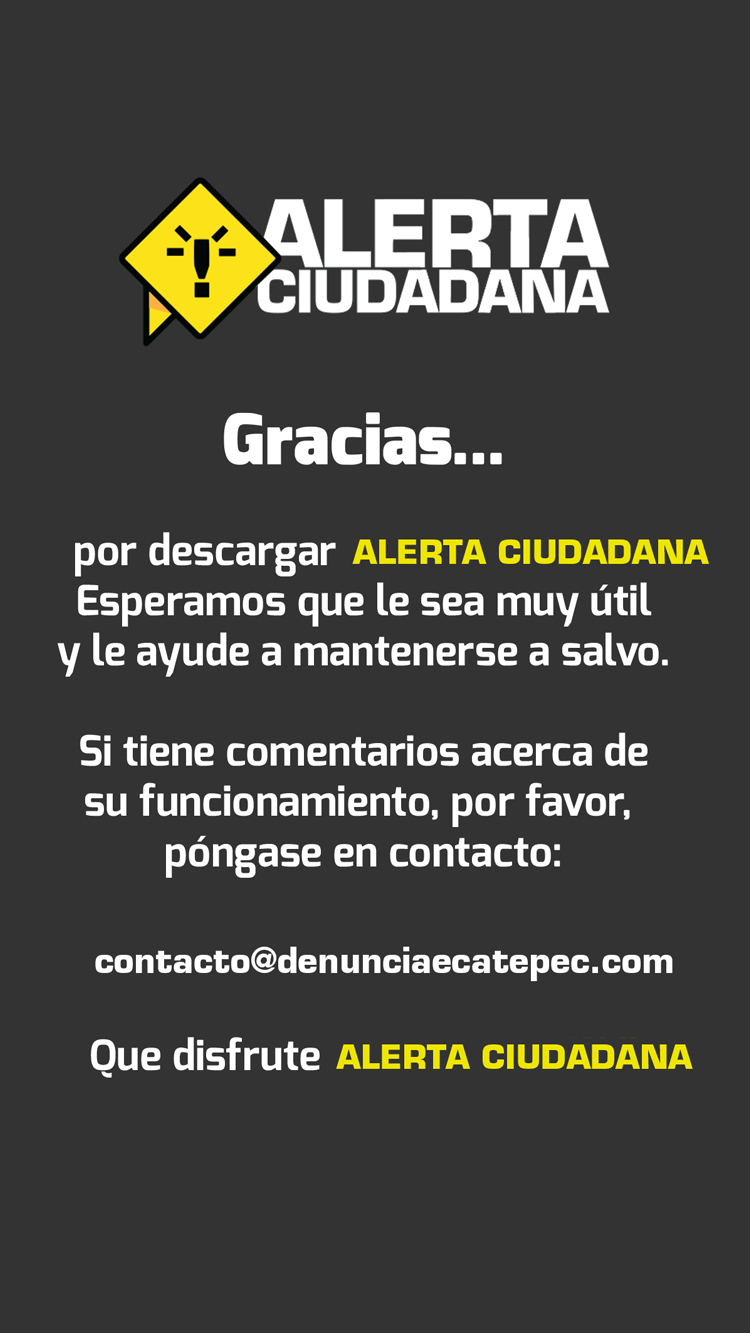 ALERTA
CIUDADANA
Gracias...
por descargar ALERTA CIUDADANA
Esperamos que le sea muy útil
y le ayude a mantenerse a salvo.
Si tiene comentarios acerca de
su funcionamiento, por favor,
póngase en contacto:
contacto@denunciaecatepec.com
Que disfrute ALERTA CIUDADANA